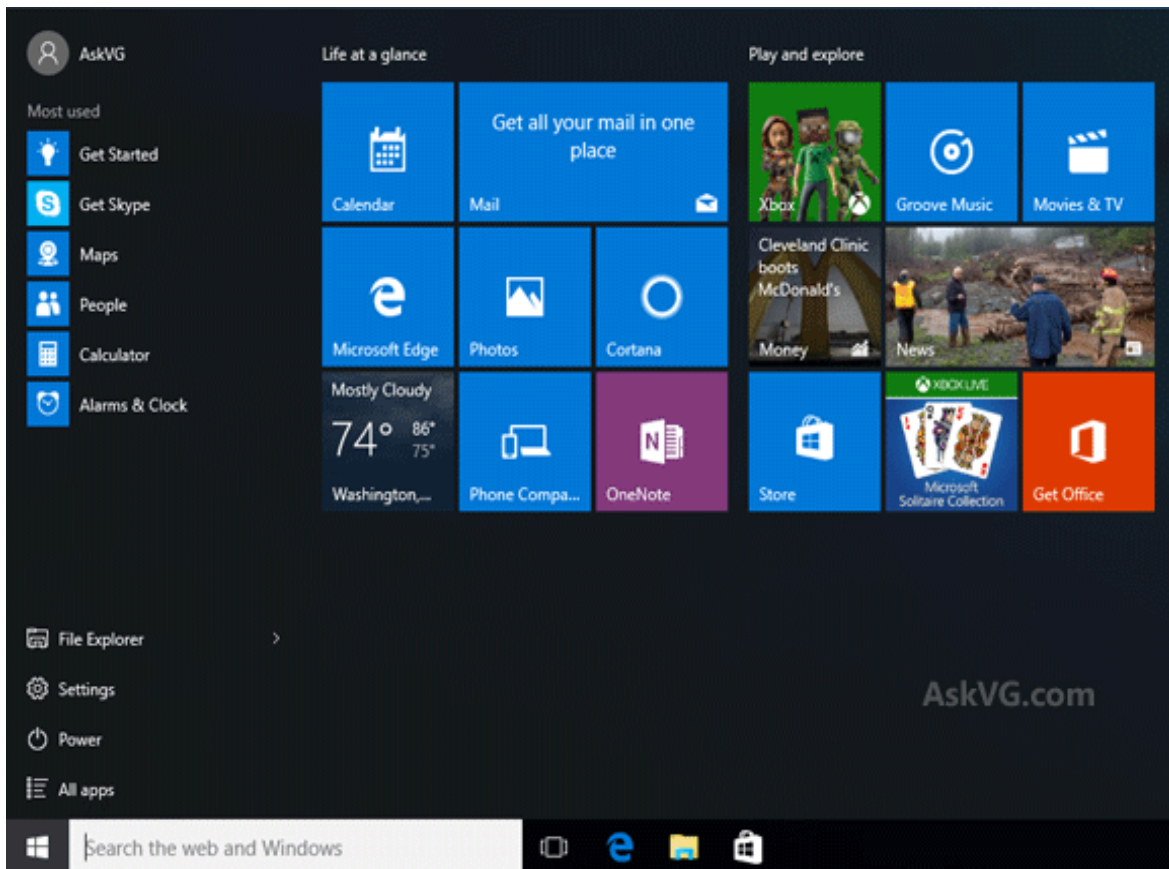 AskVG
Most used
Get Started
Get Skype
Maps
People
Calculator
Alarms & Clock
File Explorer
Settings
Power
All apps
Life at a glance
Calendar
Get all your mail in one
place
Mail
Microsoft Edge
Photos
Cortana
Mostly Cloudy
74° 86°
75°
Washington,...
Phone Compa...
N
OneNote
Play and explore
Xbox
Groove Music
Movies & TV
Cleveland Clinic
boots
McDonald's
Money
News
Store
XBOX LIVE
Microsoft
Solitaire Collection
Get Office
AskVG.com
Search the web and Windows